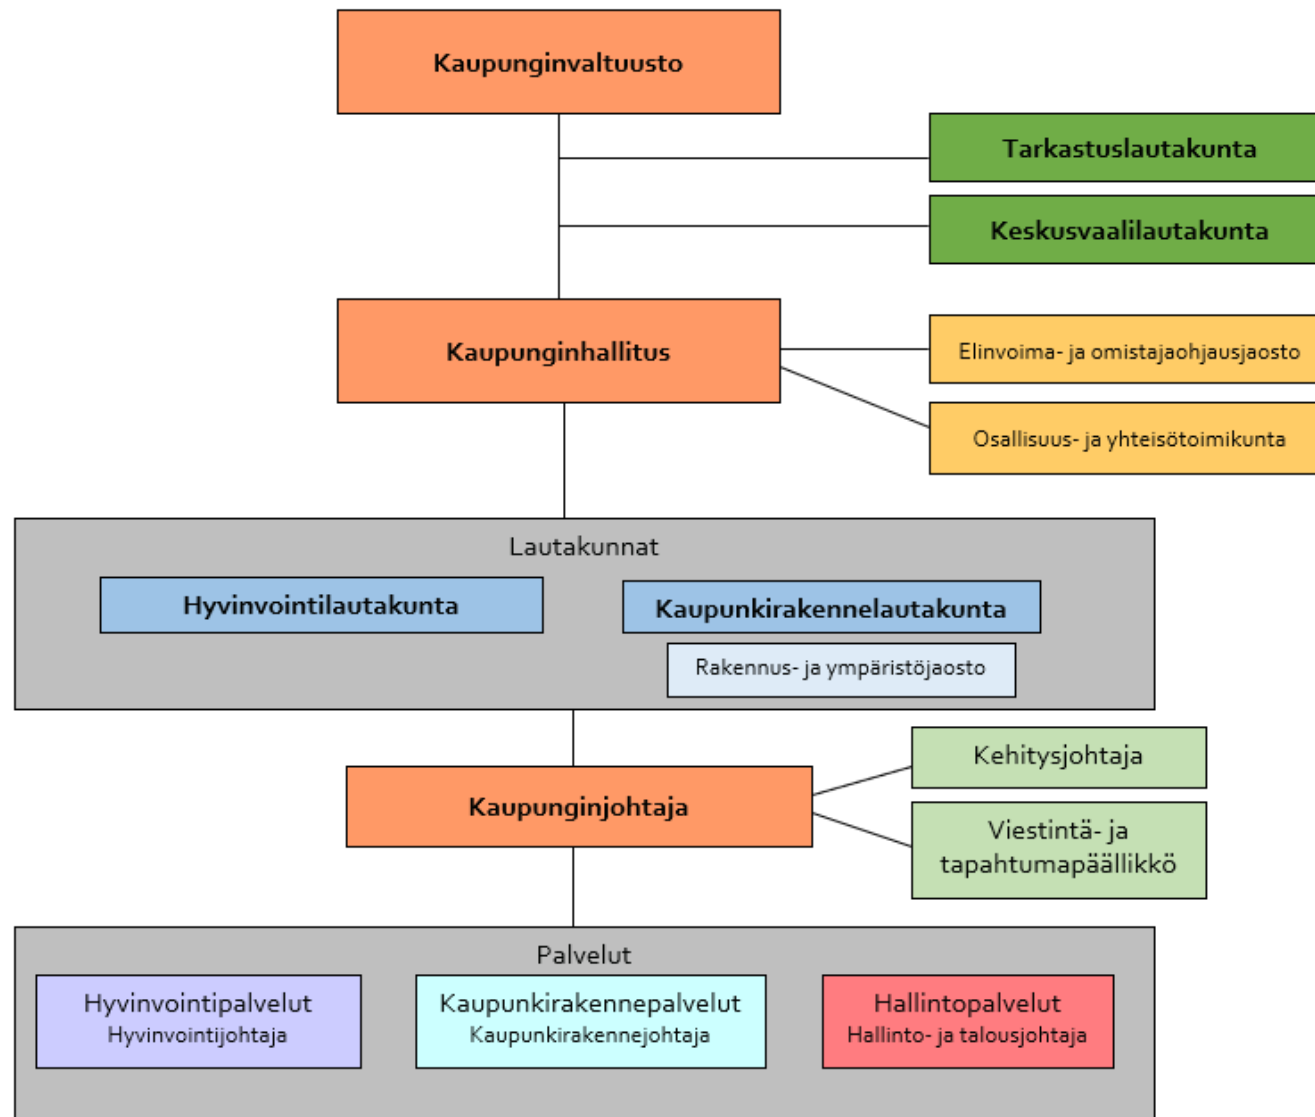 Kaupunginvaltuusto
Tarkastuslautakunta
Keskusvaalilautakunta
Kaupunginhallitus
Elinvoima- ja omistajaohjausjaosto
Osallisuus- ja yhteisötoimikunta
Lautakunnat
Hyvinvointilautakunta
Kaupunkirakennelautakunta
Rakennus- ja ympäristöjaosto
Kaupunginjohtaja
Kehitysjohtaja
Viestintä- ja
tapahtumapäällikkö
Palvelut
Hyvinvointipalvelut
Hyvinvointijohtaja
Kaupunkirakennepalvelut
Kaupunkirakennejohtaja
Hallintopalvelut
Hallinto- ja talousjohtaja